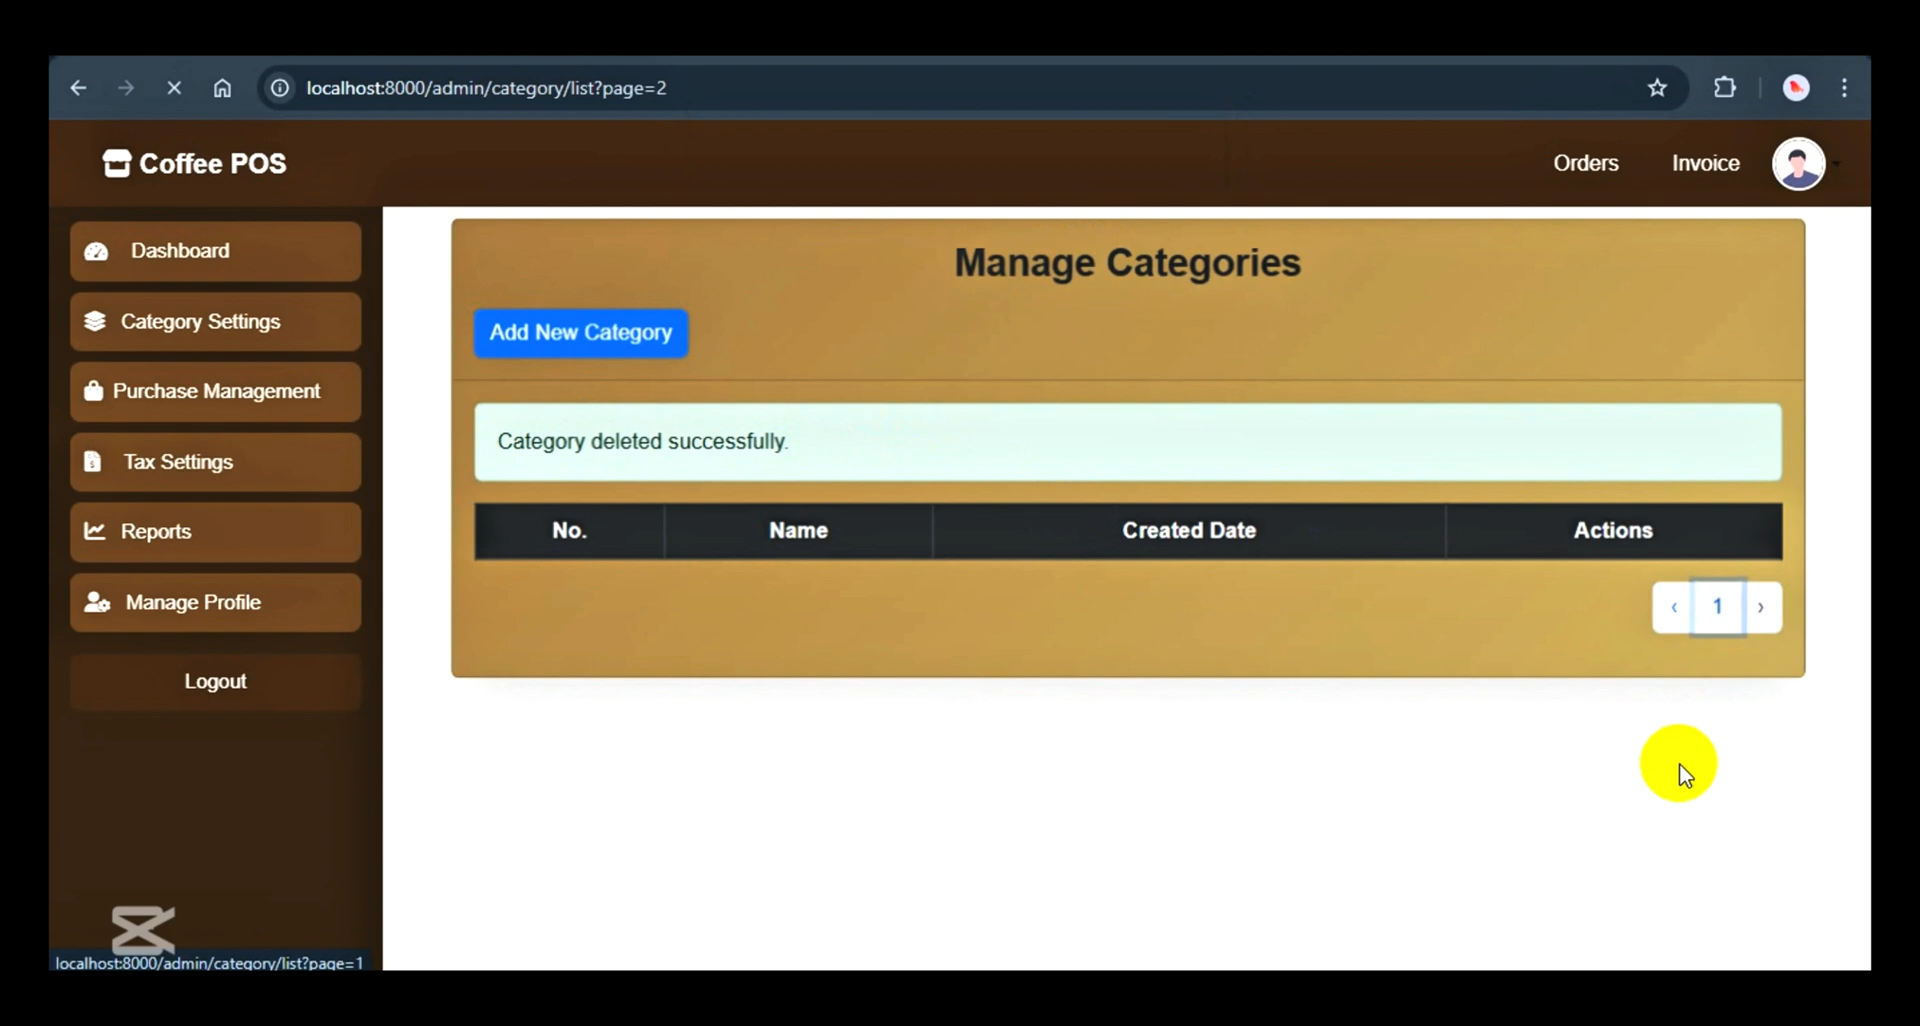 localhost:8000/admin/category/list?page=2
Coffee POS
Orders
Invoice
Dashboard
Category Settings
Purchase Management
Tax Settings
Reports
Manage Profile
Logout
Manage Categories
Add New Category
Category deleted successfully.
No. Name Created Date Actions
‹ 1 ›
localhost:8000/admin/category/list?page=1